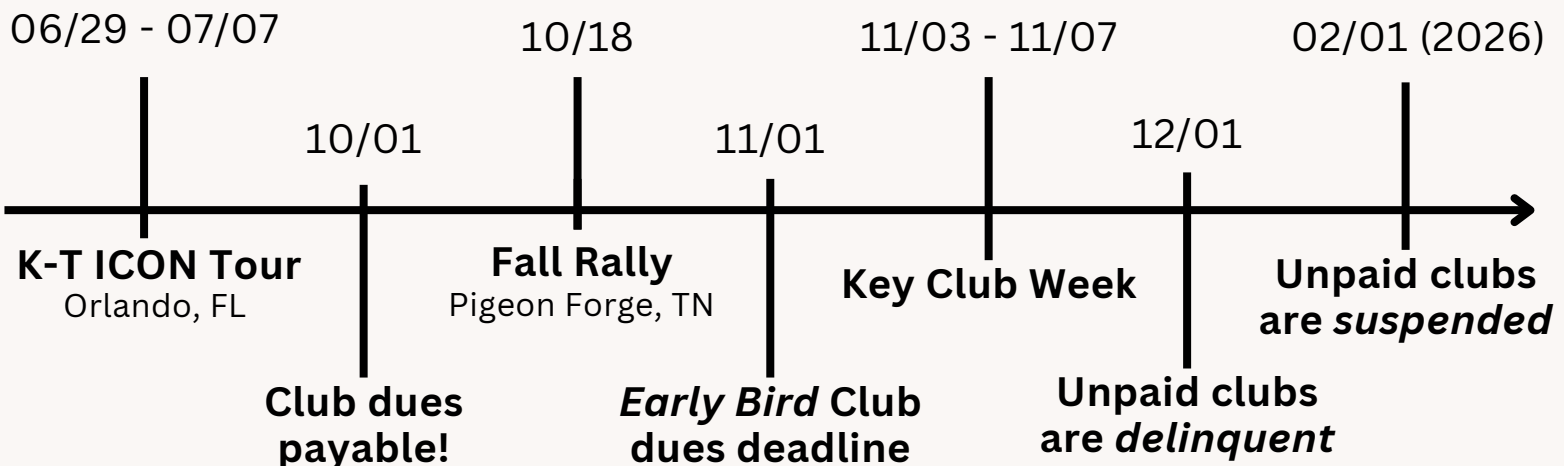 06/29 - 07/07
K-T ICON Tour
Orlando, FL
10/01
Club dues
payable!
10/18
Fall Rally
Pigeon Forge, TN
11/01
Early Bird Club
dues deadline
11/03 - 11/07
Key Club Week
12/01
Unpaid clubs
are delinquent
02/01 (2026)
Unpaid clubs
are suspended